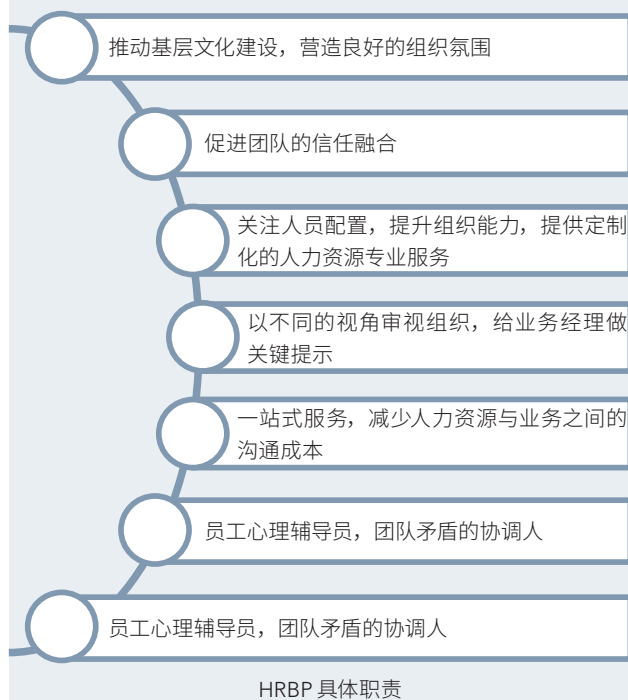 推动基层文化建设，营造良好的组织氛围
促进团队的信任融合
关注人员配置，提升组织能力，提供定制
化的人力资源专业服务
以不同的视角审视组织，给业务经理做
关键提示
一站式服务，减少人力资源与业务之间的
沟通成本
员工心理辅导员，团队矛盾的协调人
员工心理辅导员，团队矛盾的协调人
HRBP 具体职责